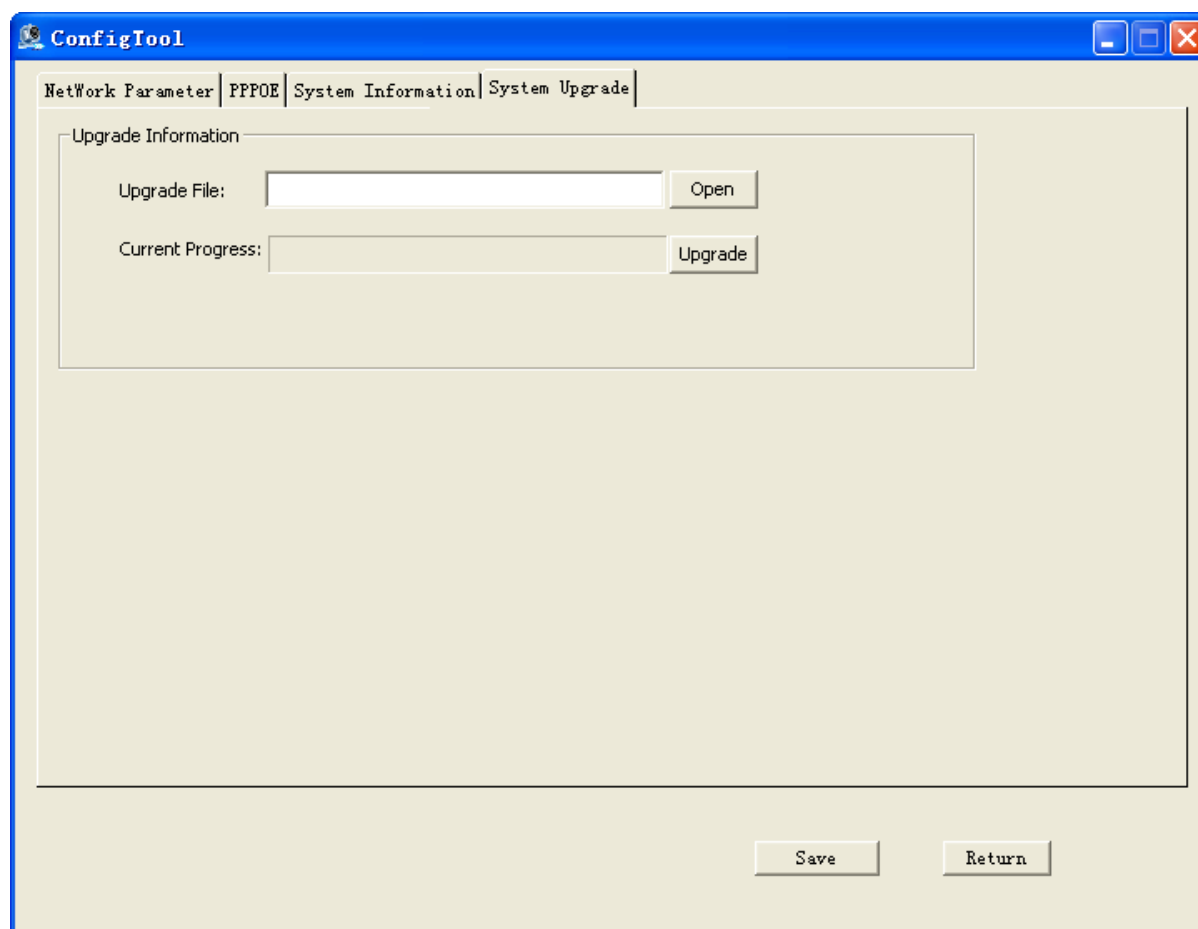 ConfigTool
NetWork Parameter PPPOE System Information System Upgrade
Upgrade Information
Upgrade File: Open
Current Progress: Upgrade
Save Return